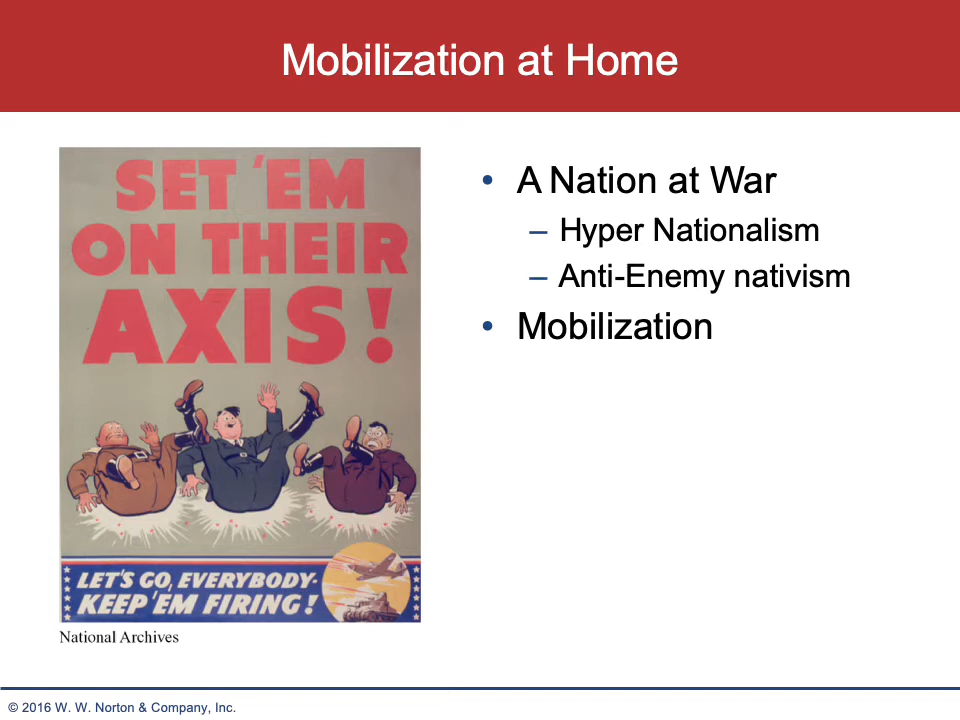 Mobilization at Home
SET 'EM
ON THEIR
AXIS!
LET'S GO, EVERYBODY-
KEEP 'EM FIRING!
National Archives
• A Nation at War
– Hyper Nationalism
– Anti-Enemy nativism
• Mobilization
© 2016 W. W. Norton & Company, Inc.